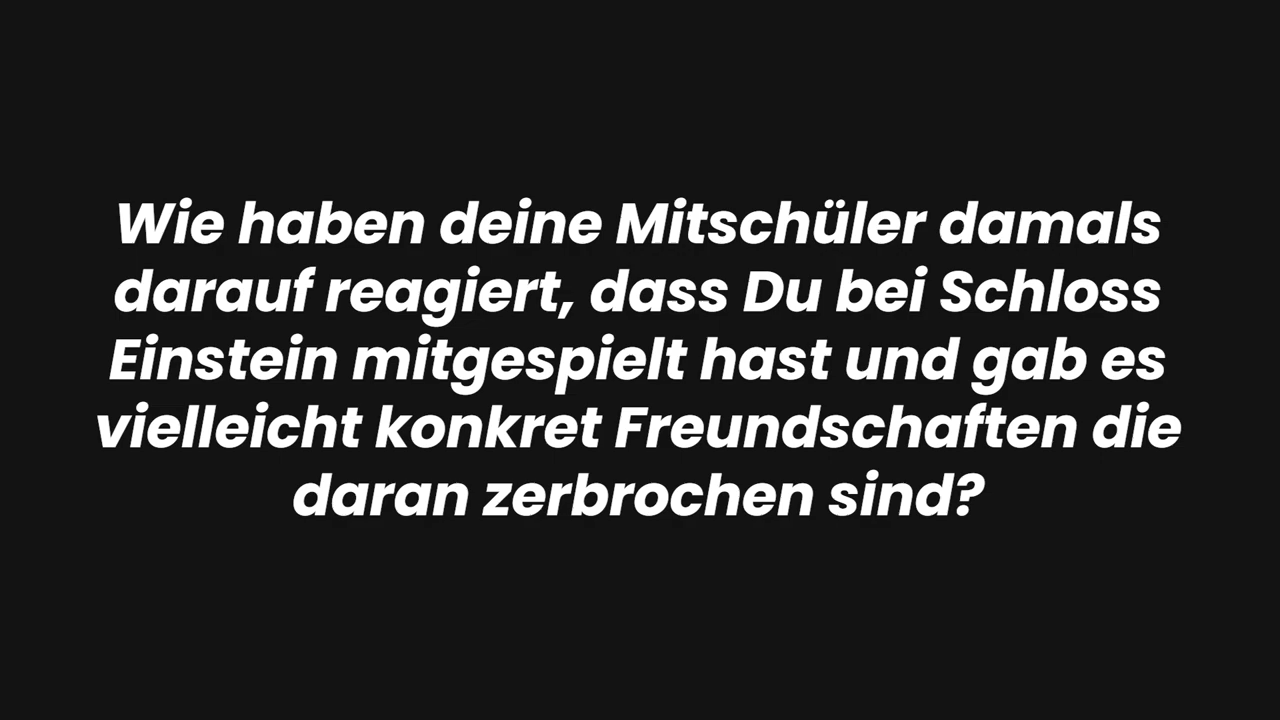 Wie haben deine Mitschüler damals
darauf reagiert, dass Du bei Schloss
Einstein mitgespielt hast und gab es
vielleicht konkret Freundschaften die
daran zerbrochen sind?